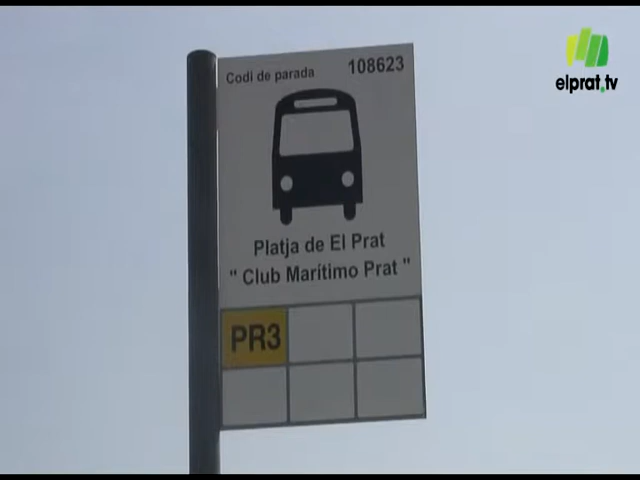 Codi de parada 108623
elprat.tv
Platja de El Prat
" Club Marítimo Prat "
PR3